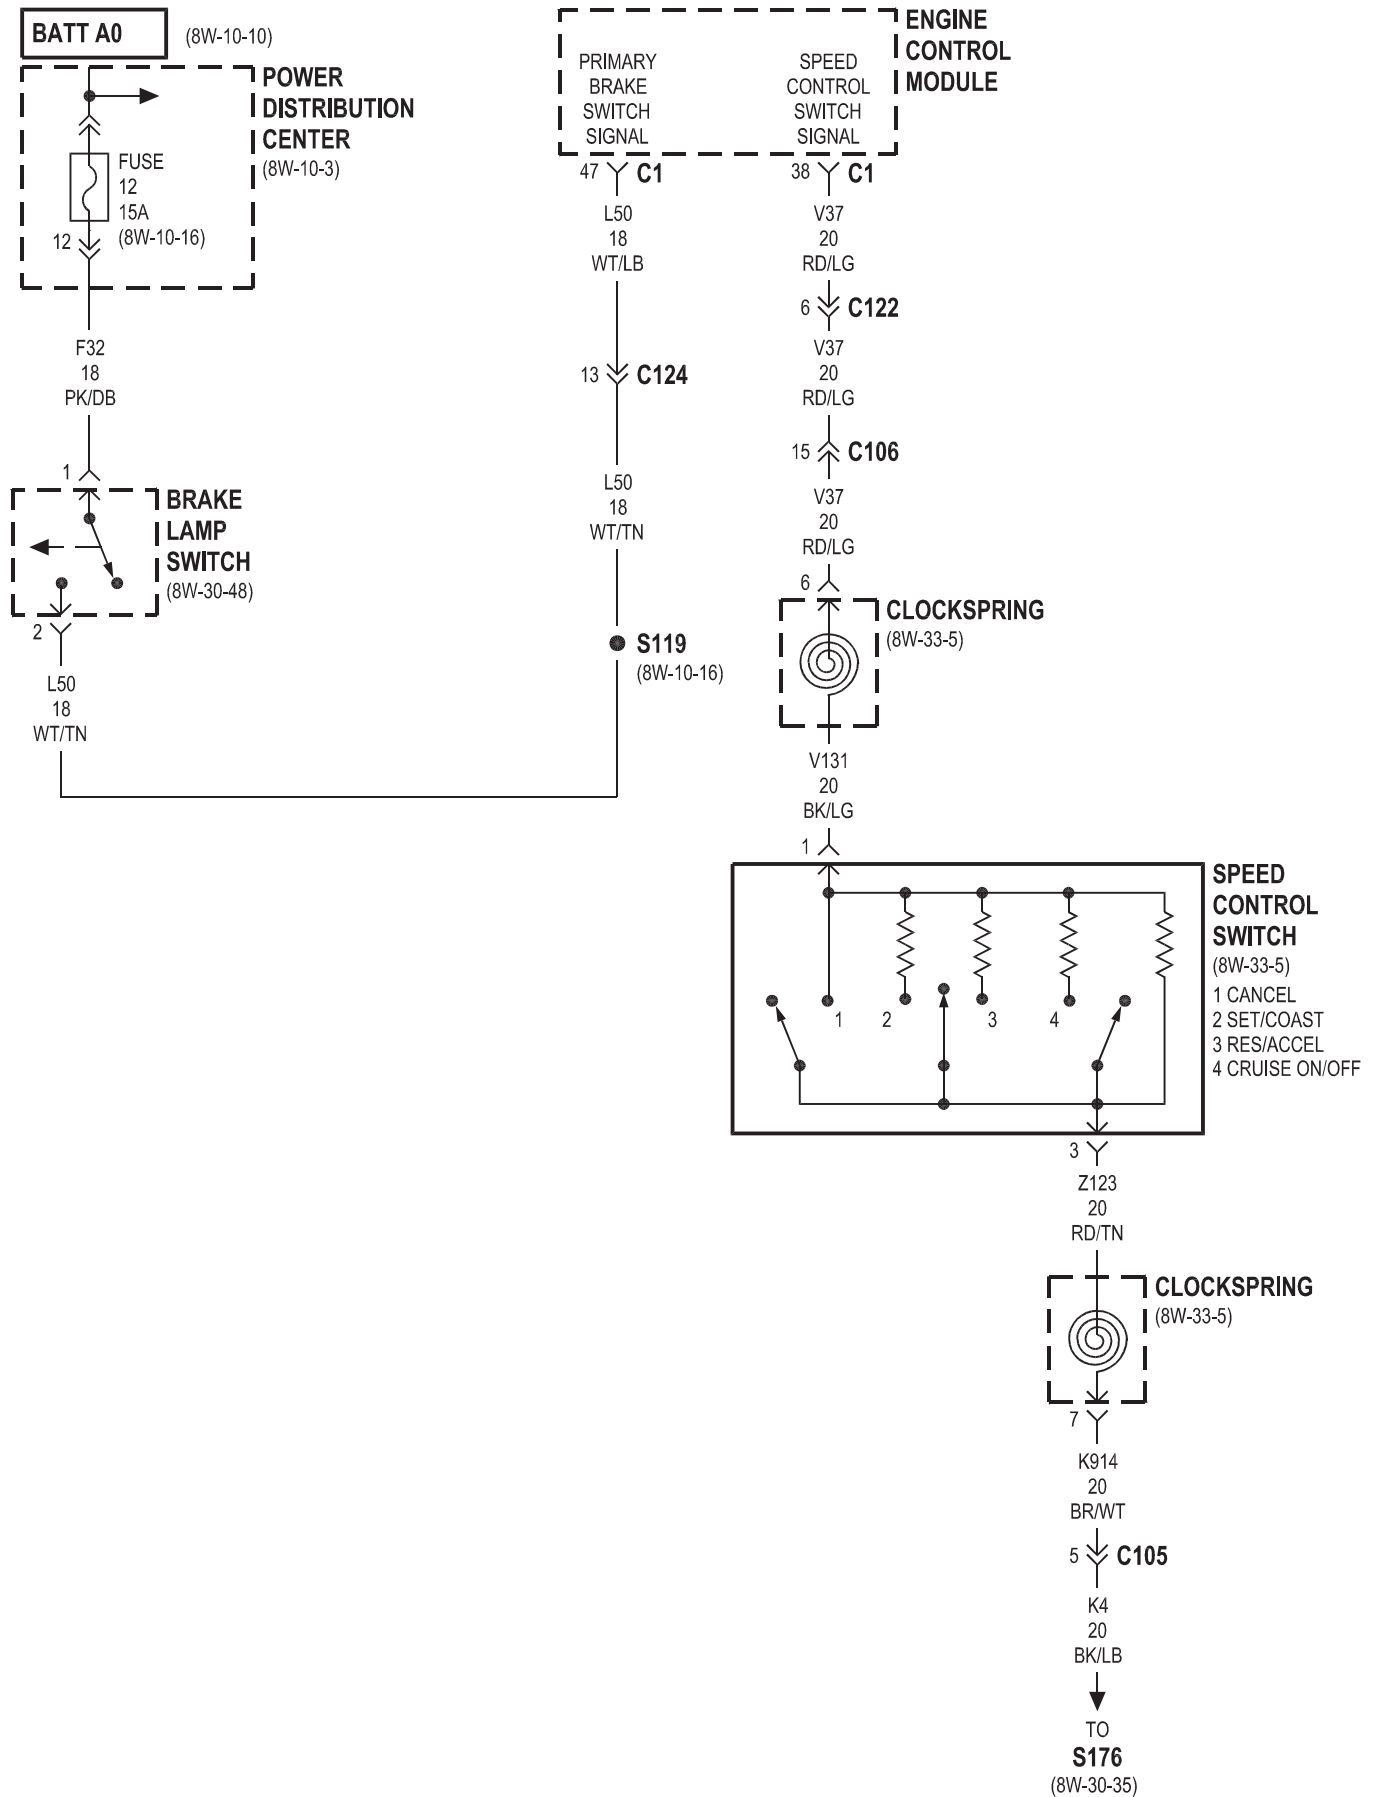 BATT A0
(8W-10-10)
POWER
DISTRIBUTION
CENTER
(8W-10-3)
FUSE
12
15A
(8W-10-16)
12
F32
18
PK/DB
1
BRAKE
LAMP
SWITCH
(8W-30-48)
2
L50
18
WT/TN
ENGINE
CONTROL
MODULE
PRIMARY
BRAKE
SWITCH
SIGNAL
47
C1
L50
18
WT/LB
13
C124
L50
18
WT/TN
S119
(8W-10-16)
SPEED
CONTROL
SWITCH
SIGNAL
38
C1
V37
20
RD/LG
6
C122
V37
20
RD/LG
15
C106
V37
20
RD/LG
6
CLOCKSPRING
(8W-33-5)
V131
20
BK/LG
1
SPEED
CONTROL
SWITCH
(8W-33-5)
1 CANCEL
2 SET/COAST
3 RES/ACCEL
4 CRUISE ON/OFF
1
2
3
4
3
Z123
20
RD/TN
CLOCKSPRING
(8W-33-5)
7
K914
20
BR/WT
5
C105
K4
20
BK/LB
TO
S176
(8W-30-35)